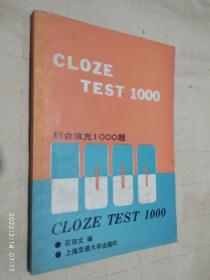 CLOZE
TEST 1000
综合填充1000题
CLOZE TEST 1000
● 石羽文 编
● 上海交通大学出版社
2022/2/14 07:17